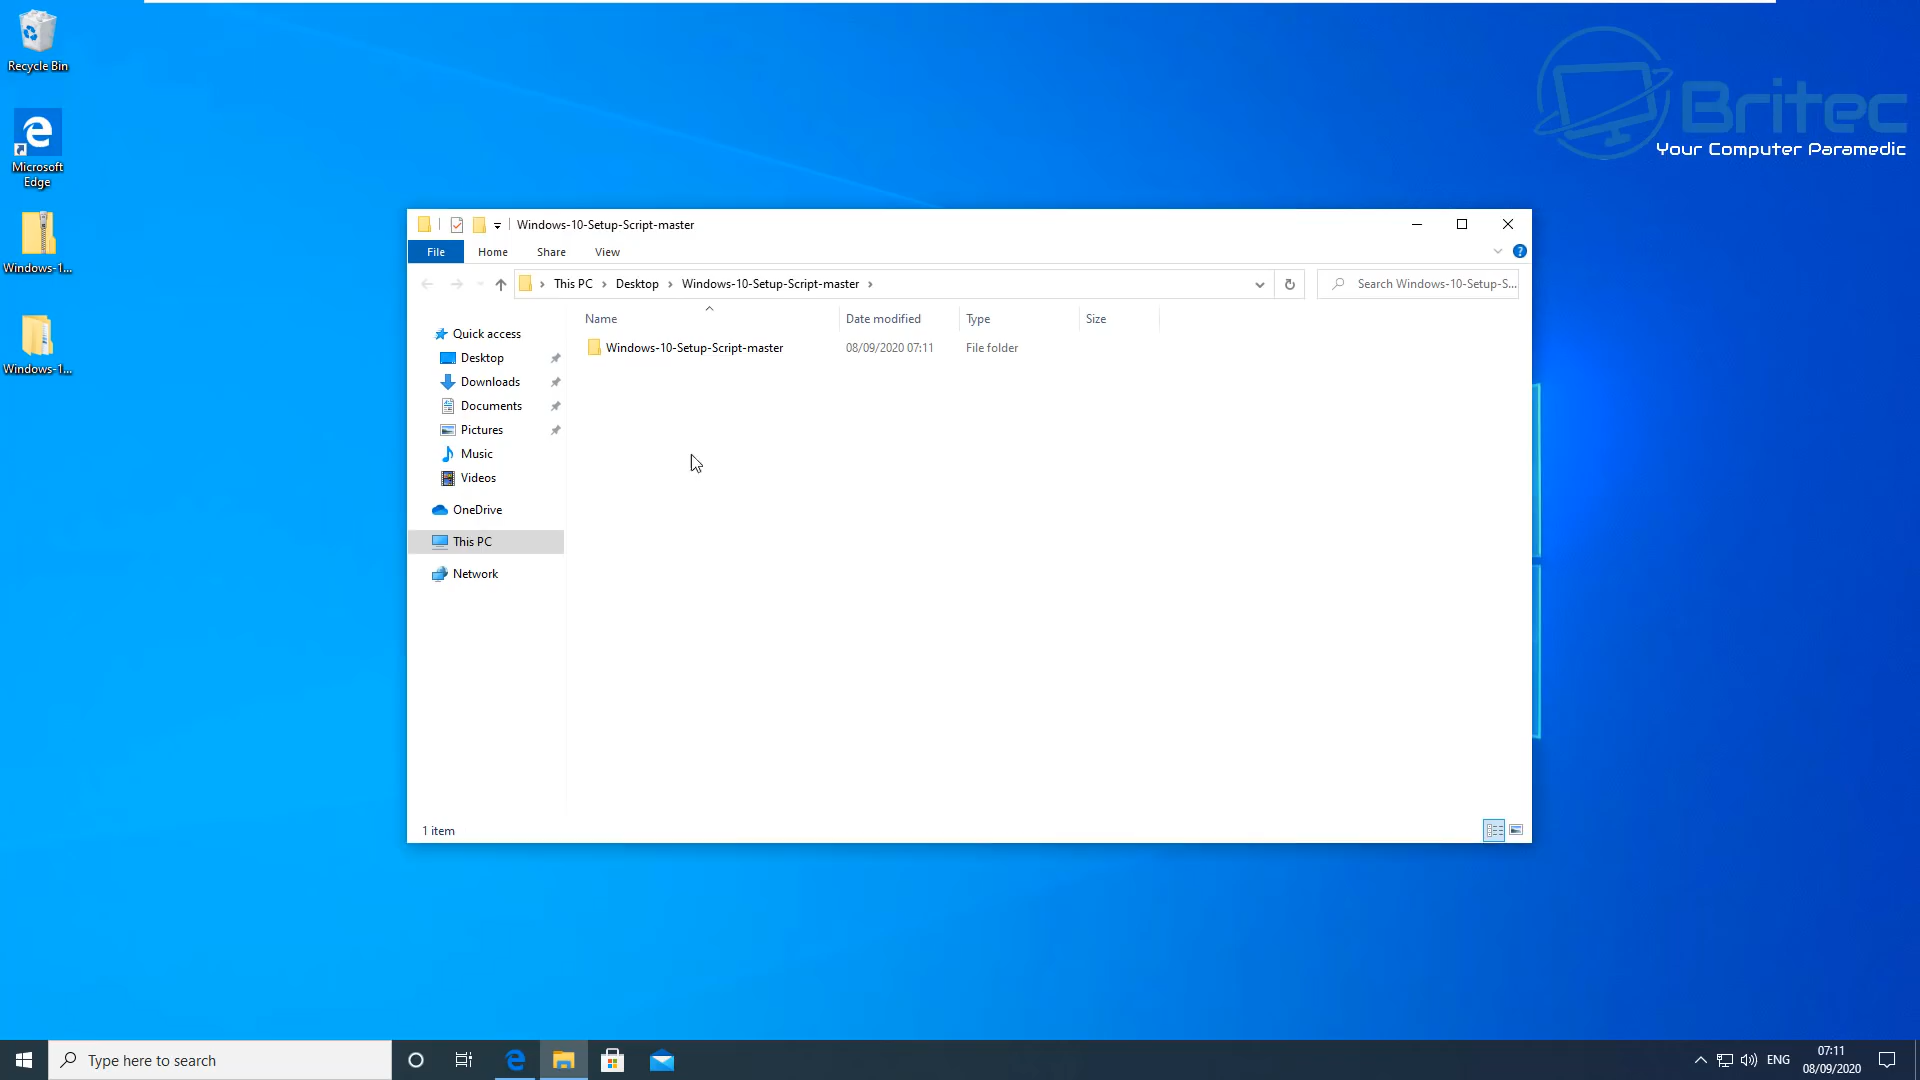 Recycle Bin
Microsoft
Edge
Windows-1...
Windows-1...
Britec
Your Computer Paramedic
Windows-10-Setup-Script-master
File
Home
Share
View
This PC
Desktop
Windows-10-Setup-Script-master
Search Windows-10-Setup-S...
Name
Date modified
Type
Size
Windows-10-Setup-Script-master
08/09/2020 07:11
File folder
Quick access
Desktop
Downloads
Documents
Pictures
Music
Videos
OneDrive
This PC
Network
1 item
Type here to search
ENG
07:11
08/09/2020